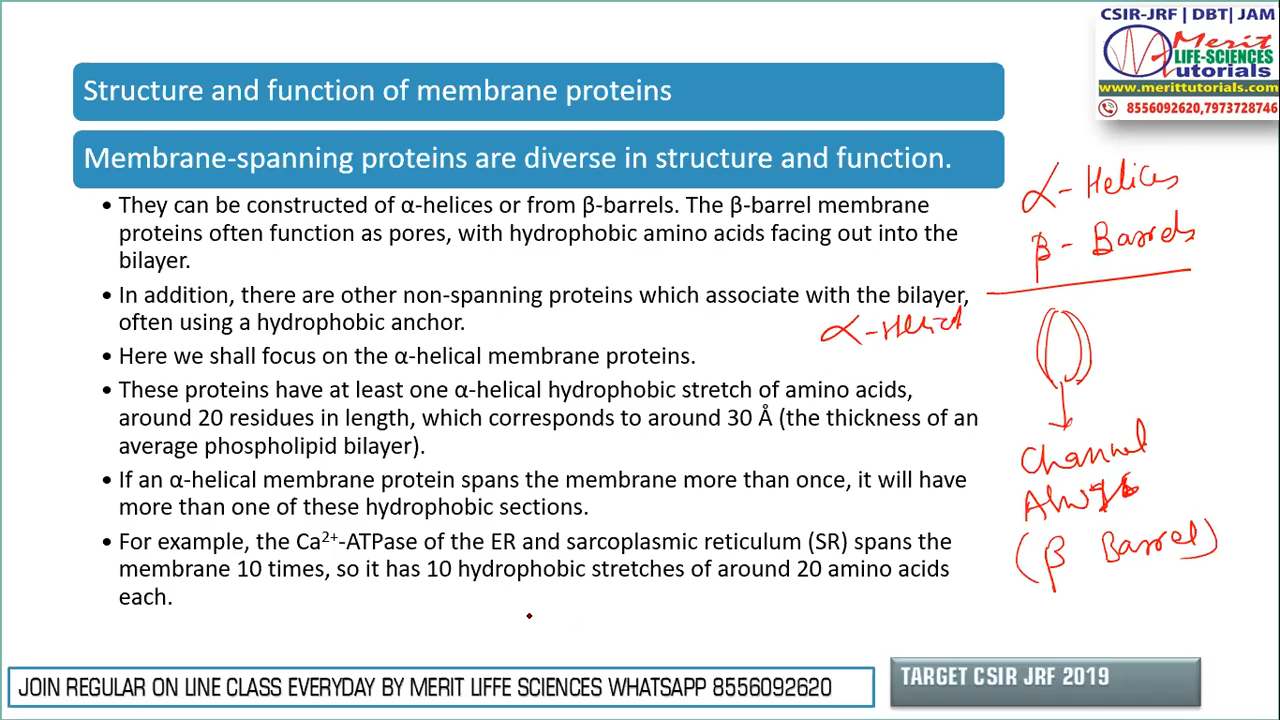 CSIR-JRF | DBT| JAM
Merit
LIFE-SCIENCES
utorials
www.merittutorials.com
8556092620,7973728746
Structure and function of membrane proteins
Membrane-spanning proteins are diverse in structure and function.
• They can be constructed of α-helices or from β-barrels. The β-barrel membrane
proteins often function as pores, with hydrophobic amino acids facing out into the
bilayer.
• In addition, there are other non-spanning proteins which associate with the bilayer,
often using a hydrophobic anchor.
• Here we shall focus on the α-helical membrane proteins.
• These proteins have at least one α-helical hydrophobic stretch of amino acids,
around 20 residues in length, which corresponds to around 30 Å (the thickness of an
average phospholipid bilayer).
• If an α-helical membrane protein spans the membrane more than once, it will have
more than one of these hydrophobic sections.
• For example, the Ca²⁺-ATPase of the ER and sarcoplasmic reticulum (SR) spans the
membrane 10 times, so it has 10 hydrophobic stretches of around 20 amino acids
each.
α-Helices
β-Barrels
α-Helical
Channel
(β Barrel)
JOIN REGULAR ON LINE CLASS EVERYDAY BY MERIT LIFFE SCIENCES WHATSAPP 8556092620
TARGET CSIR JRF 2019